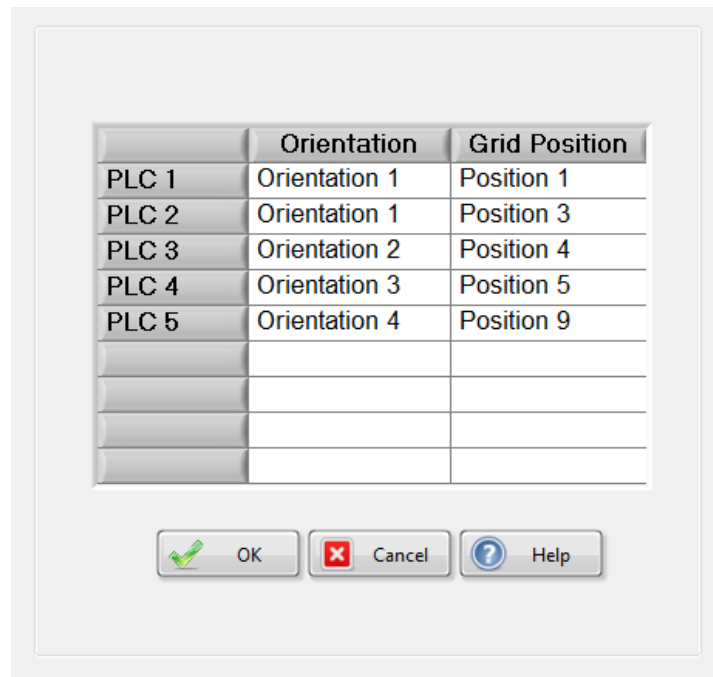 Orientation Grid Position
PLC 1 Orientation 1 Position 1
PLC 2 Orientation 1 Position 3
PLC 3 Orientation 2 Position 4
PLC 4 Orientation 3 Position 5
PLC 5 Orientation 4 Position 9
OK Cancel Help